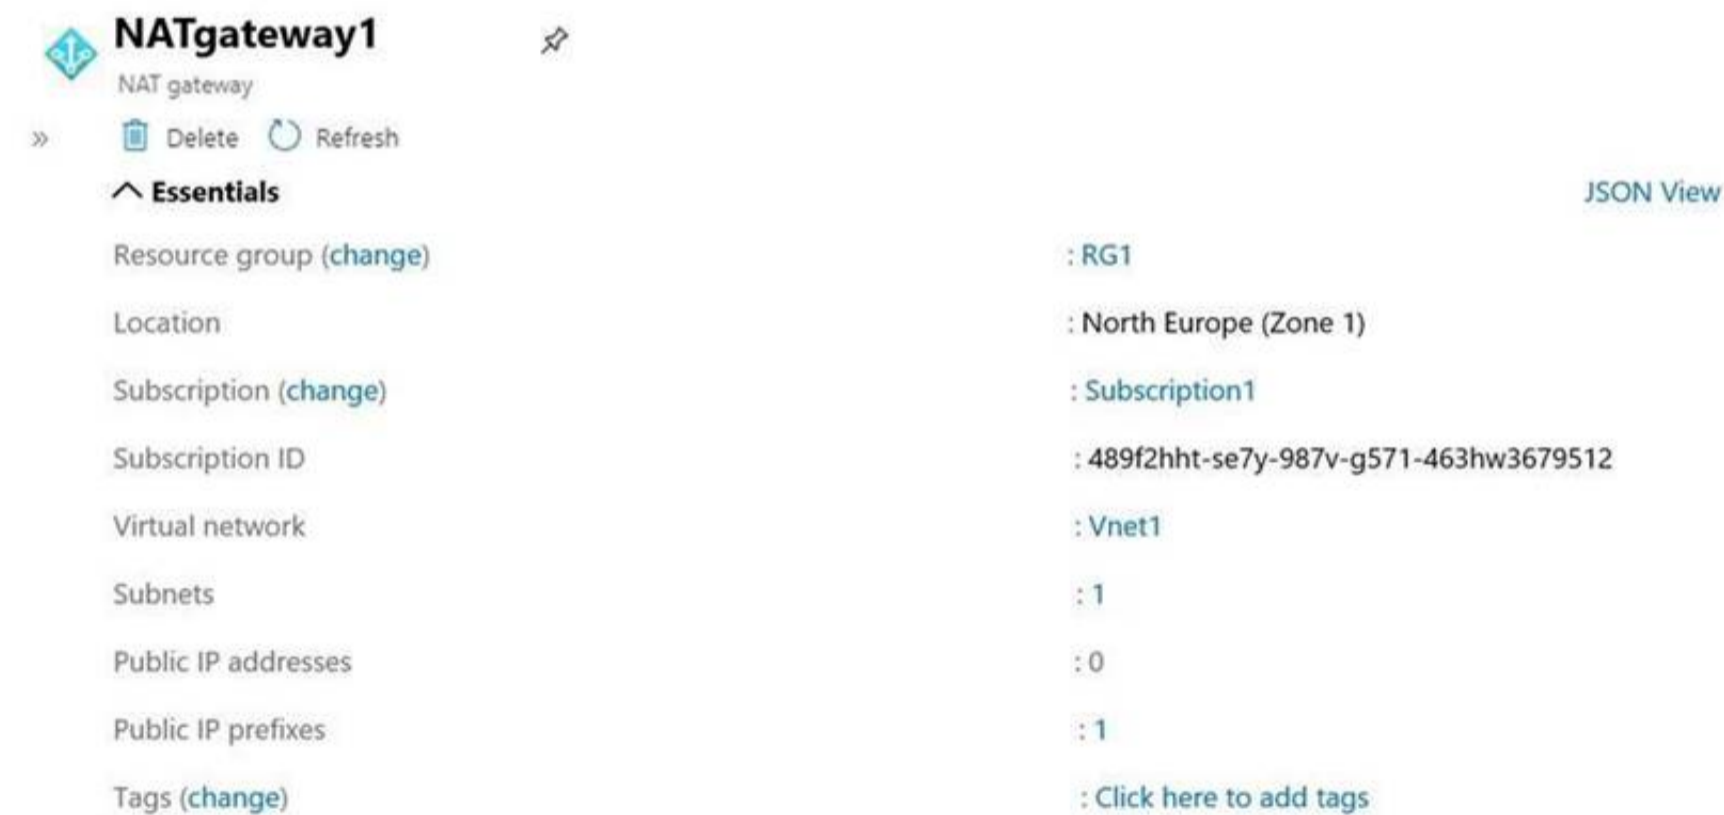 NATgateway1
NAT gateway
» Delete Refresh
Essentials JSON View
Resource group (change) : RG1
Location : North Europe (Zone 1)
Subscription (change) : Subscription1
Subscription ID : 489f2hht-se7y-987v-g571-463hw3679512
Virtual network : Vnet1
Subnets : 1
Public IP addresses : 0
Public IP prefixes : 1
Tags (change) : Click here to add tags